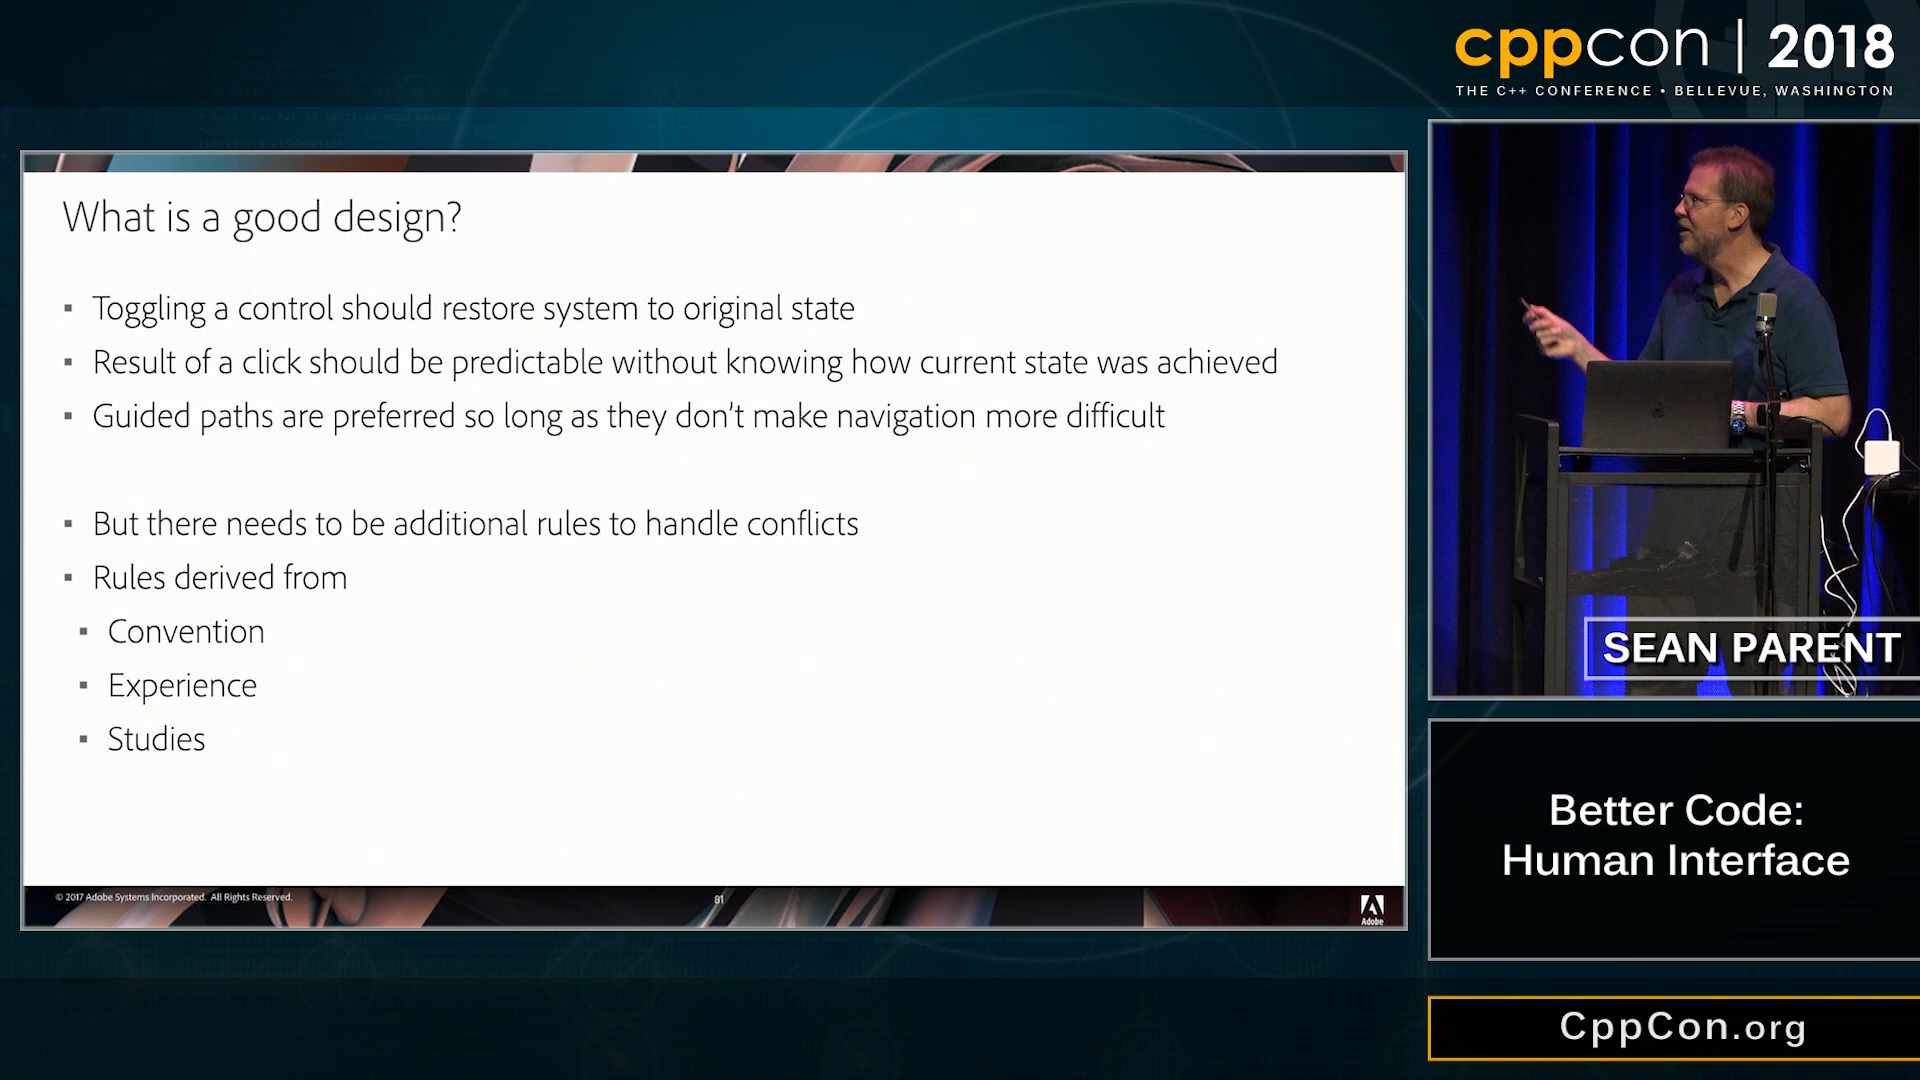 cppcon | 2018
THE C++ CONFERENCE • BELLEVUE, WASHINGTON
What is a good design?
▪ Toggling a control should restore system to original state
▪ Result of a click should be predictable without knowing how current state was achieved
▪ Guided paths are preferred so long as they don't make navigation more difficult
▪ But there needs to be additional rules to handle conflicts
▪ Rules derived from
▪ Convention
▪ Experience
▪ Studies
© 2017 Adobe Systems Incorporated. All Rights Reserved.
81
Adobe
SEAN PARENT
Better Code:
Human Interface
CppCon.org